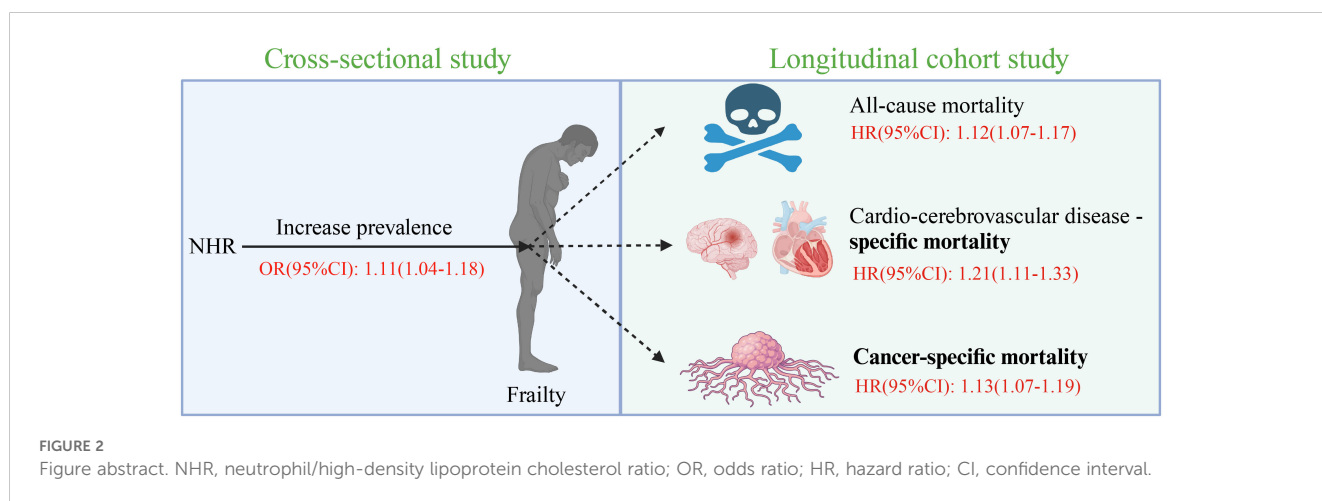 Cross-sectional study
Longitudinal cohort study
NHR
Increase prevalence
OR(95%CI): 1.11(1.04-1.18)
Frailty
All-cause mortality
HR(95%CI): 1.12(1.07-1.17)
Cardio-cerebrovascular disease -
specific mortality
HR(95%CI): 1.21(1.11-1.33)
Cancer-specific mortality
HR(95%CI): 1.13(1.07-1.19)
FIGURE 2
Figure abstract. NHR, neutrophil/high-density lipoprotein cholesterol ratio; OR, odds ratio; HR, hazard ratio; CI, confidence interval.